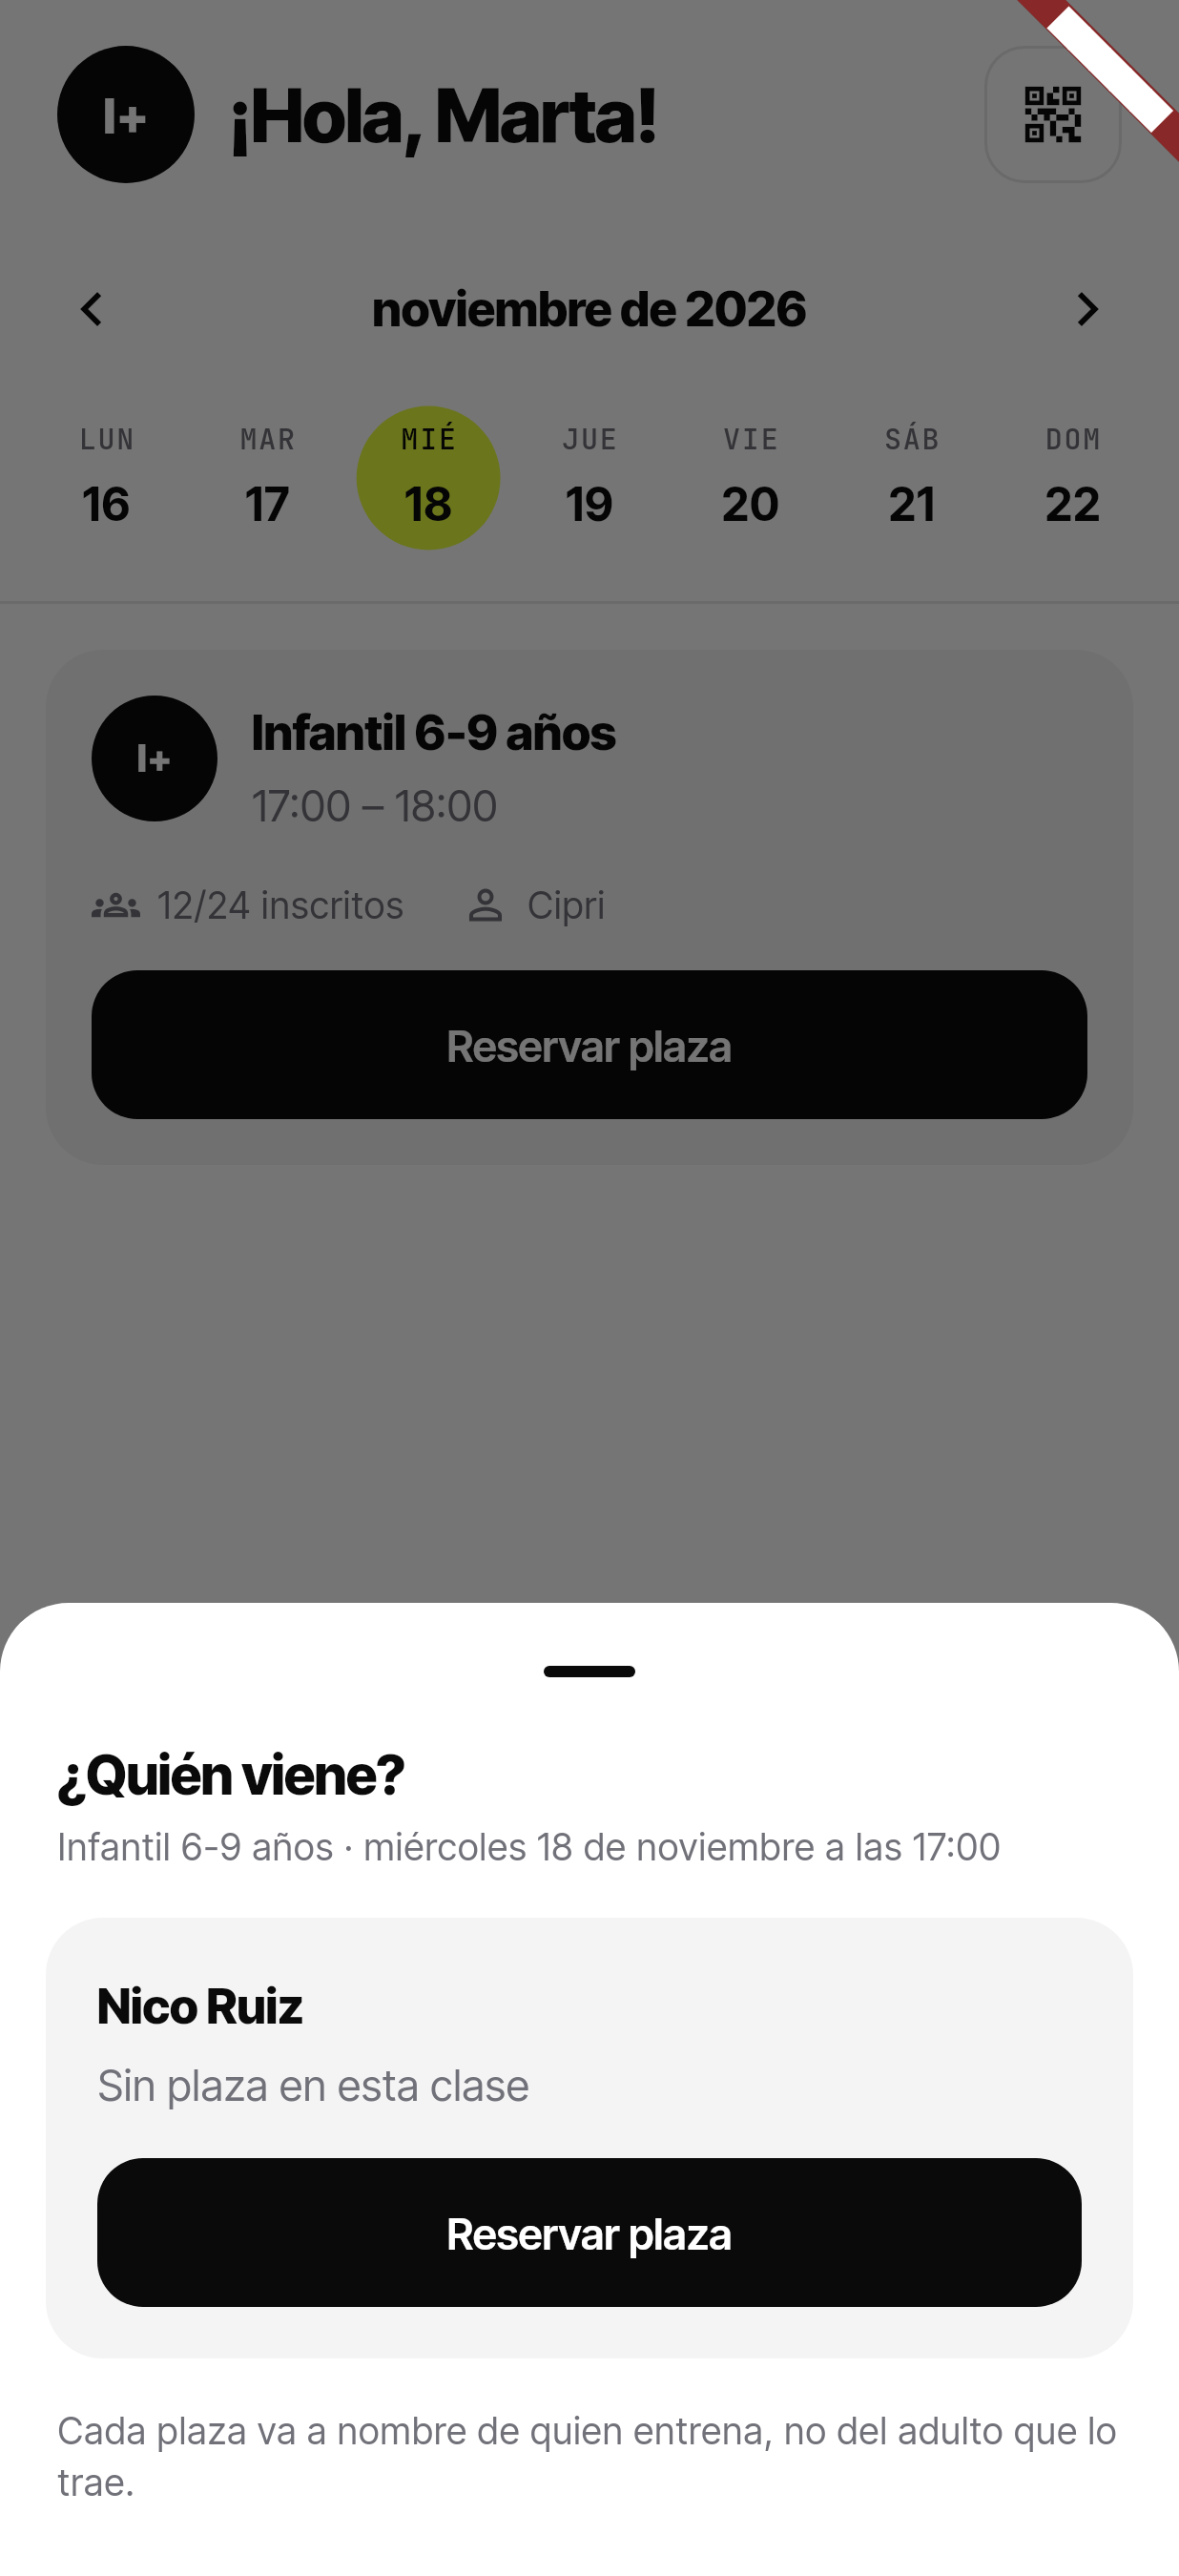 I+
¡Hola, Marta!
noviembre de 2026
LUN MAR MIÉ JUE VIE SÁB DOM
16 17 18 19 20 21 22
I+
Infantil 6-9 años
17:00 – 18:00
12/24 inscritos Cipri
Reservar plaza
¿Quién viene?
Infantil 6-9 años · miércoles 18 de noviembre a las 17:00
Nico Ruiz
Sin plaza en esta clase
Reservar plaza
Cada plaza va a nombre de quien entrena, no del adulto que lo
trae.